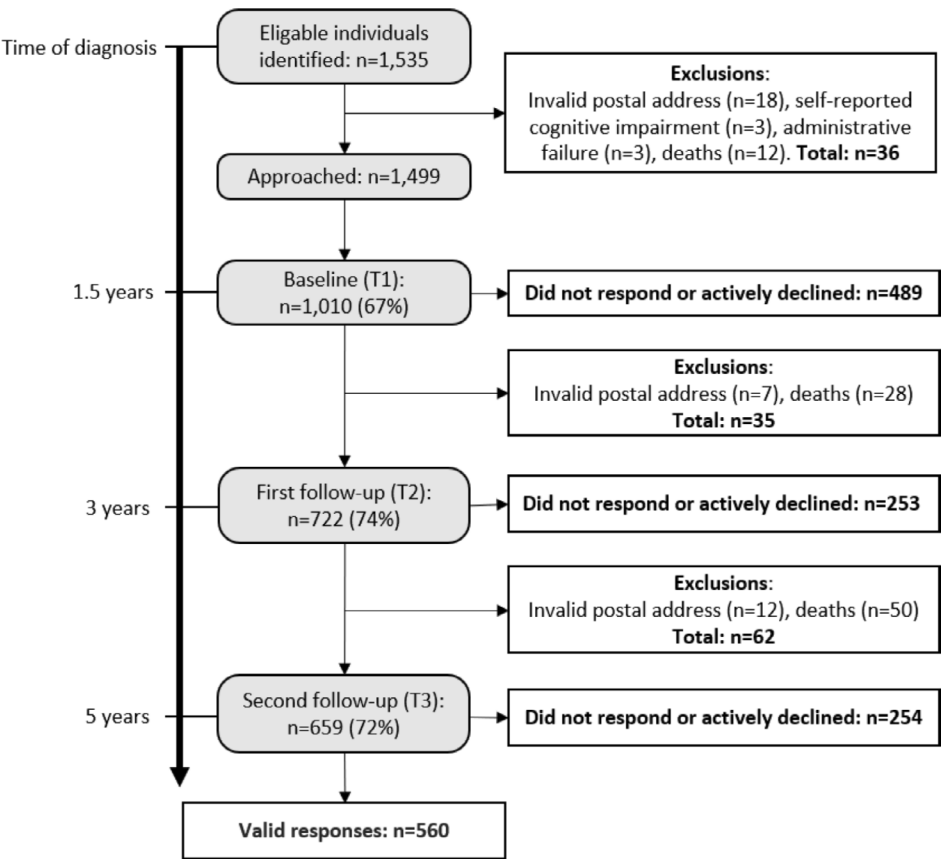 Time of diagnosis
Eligable individuals
identified: n=1,535
Exclusions:
Invalid postal address (n=18), self-reported
cognitive impairment (n=3), administrative
failure (n=3), deaths (n=12). Total: n=36
Approached: n=1,499
1.5 years
Baseline (T1):
n=1,010 (67%)
Did not respond or actively declined: n=489
Exclusions:
Invalid postal address (n=7), deaths (n=28)
Total: n=35
3 years
First follow-up (T2):
n=722 (74%)
Did not respond or actively declined: n=253
Exclusions:
Invalid postal address (n=12), deaths (n=50)
Total: n=62
5 years
Second follow-up (T3):
n=659 (72%)
Did not respond or actively declined: n=254
Valid responses: n=560